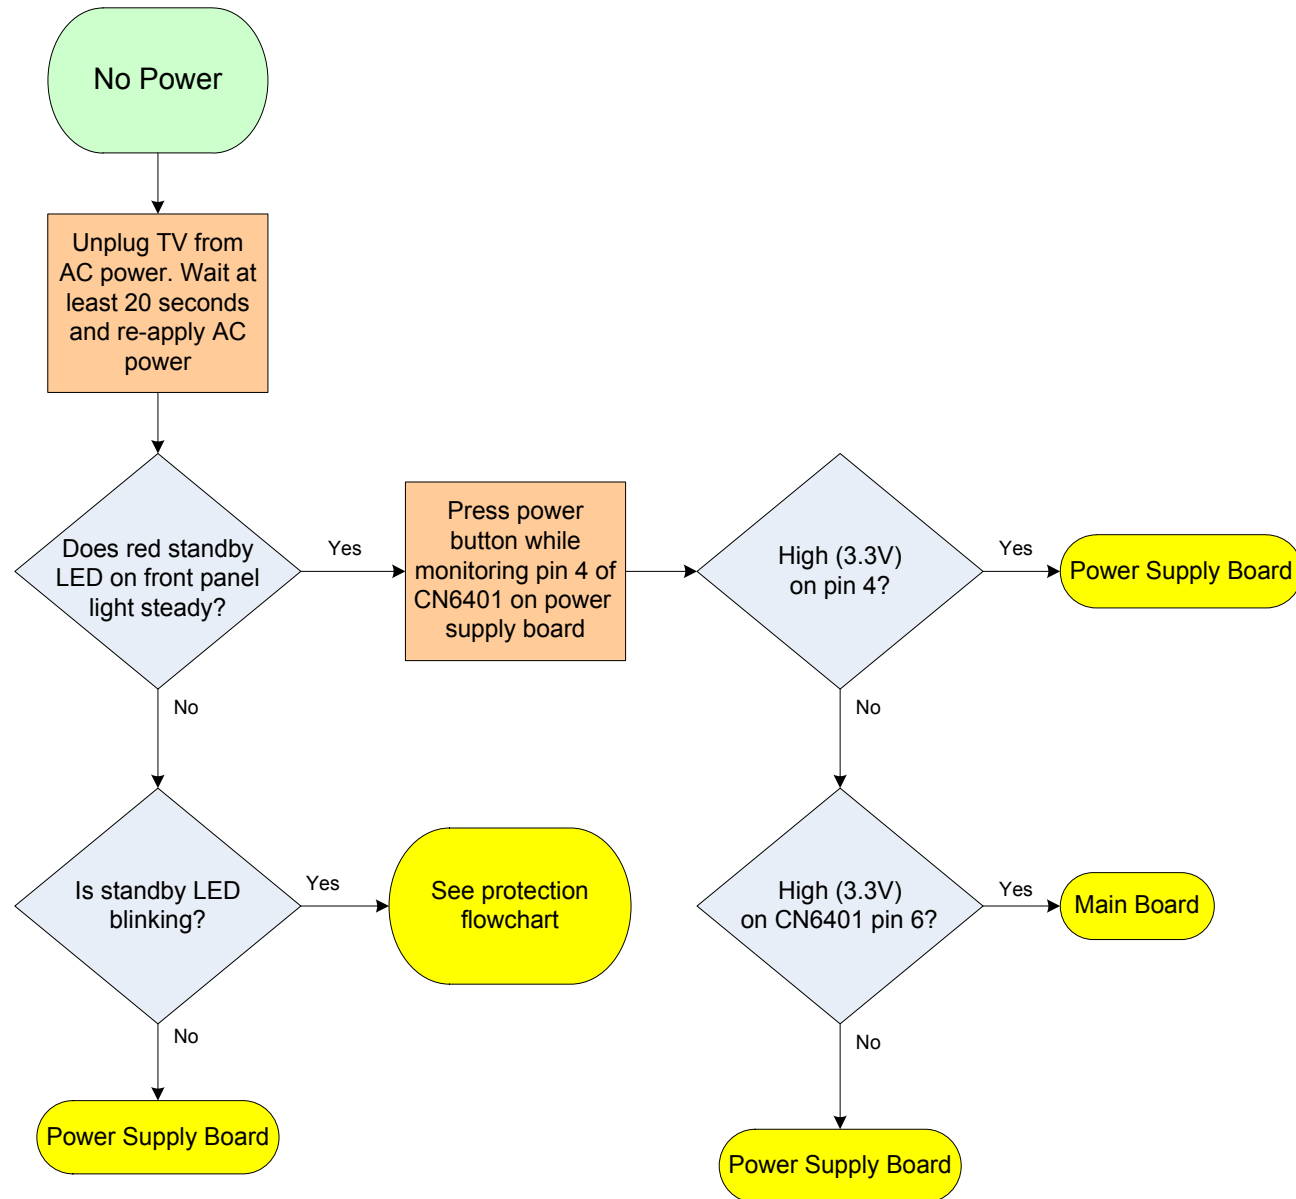 No Power
Unplug TV from
AC power. Wait at
least 20 seconds
and re-apply AC
power
Does red standby
LED on front panel
light steady?
Yes
Press power
button while
monitoring pin 4 of
CN6401 on power
supply board
High (3.3V)
on pin 4?
Yes
Power Supply Board
No
No
Is standby LED
blinking?
Yes
See protection
flowchart
High (3.3V)
on CN6401 pin 6?
Yes
Main Board
No
No
Power Supply Board
Power Supply Board